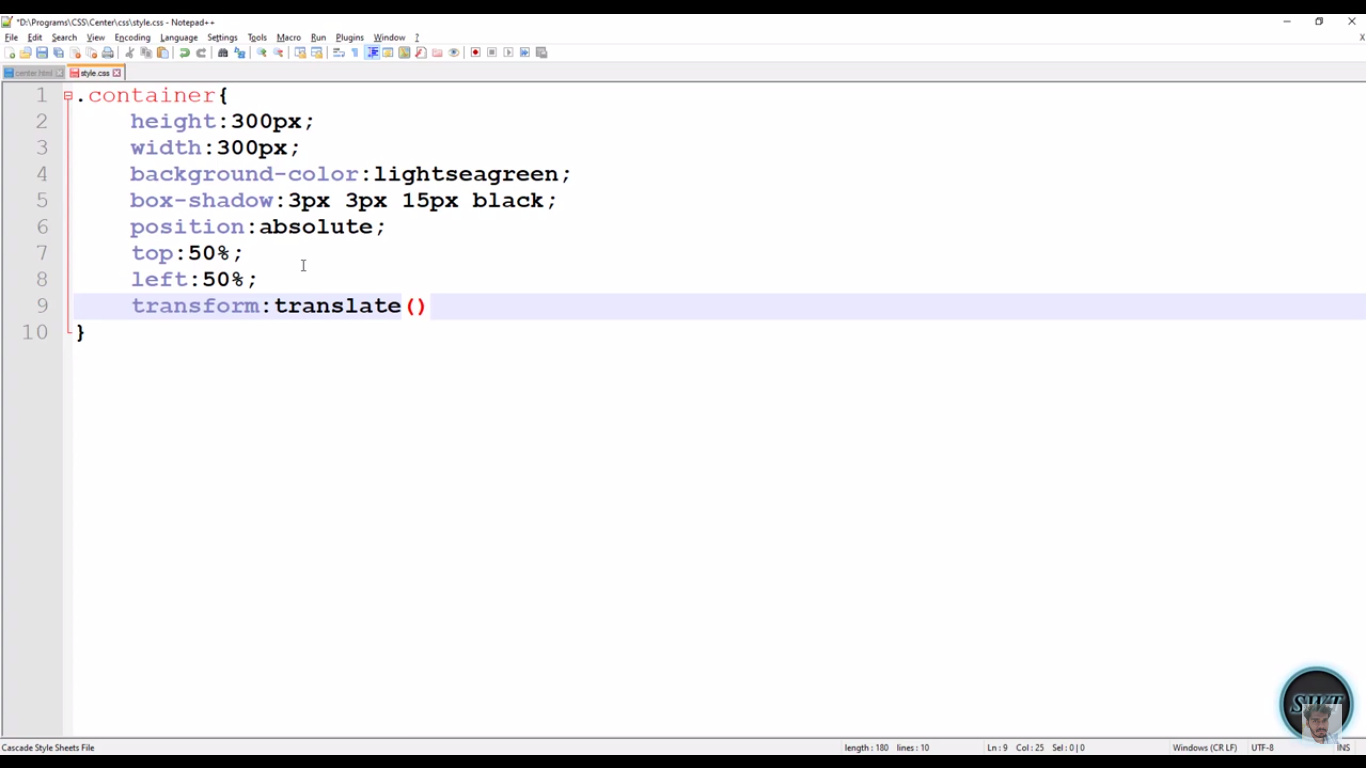 *D:\Programs\CSS\Center\css\style.css - Notepad++
File Edit Search View Encoding Language Settings Tools Macro Run Plugins Window ? X
center.html style.css
1 .container{
2 height:300px;
3 width:300px;
4 background-color:lightseagreen;
5 box-shadow:3px 3px 15px black;
6 position:absolute;
7 top:50%;
8 left:50%;
9 transform:translate()
10 }
Cascade Style Sheets File length : 180 lines : 10 Ln : 9 Col : 25 Sel : 0 | 0 Windows (CR LF) UTF-8 INS